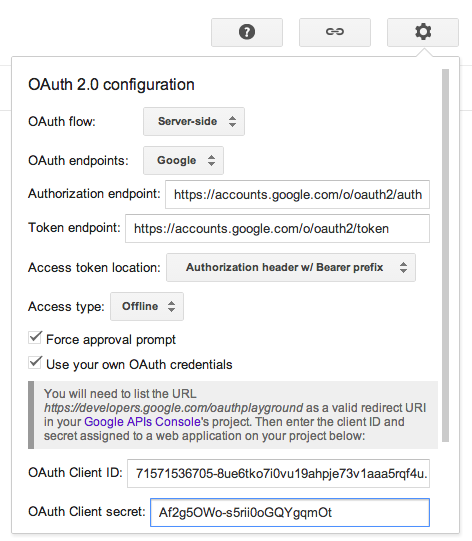 OAuth 2.0 configuration
OAuth flow: Server-side
OAuth endpoints: Google
Authorization endpoint: https://accounts.google.com/o/oauth2/auth
Token endpoint: https://accounts.google.com/o/oauth2/token
Access token location: Authorization header w/ Bearer prefix
Access type: Offline
Force approval prompt
Use your own OAuth credentials
You will need to list the URL
https://developers.google.com/oauthplayground as a valid redirect URI
in your Google APIs Console's project. Then enter the client ID and
secret assigned to a web application on your project below:
OAuth Client ID: 71571536705-8ue6tko7i0vu19ahpje73v1aaa5rqf4u.
OAuth Client secret: Af2g5OWo-s5rii0oGQYgqmOt